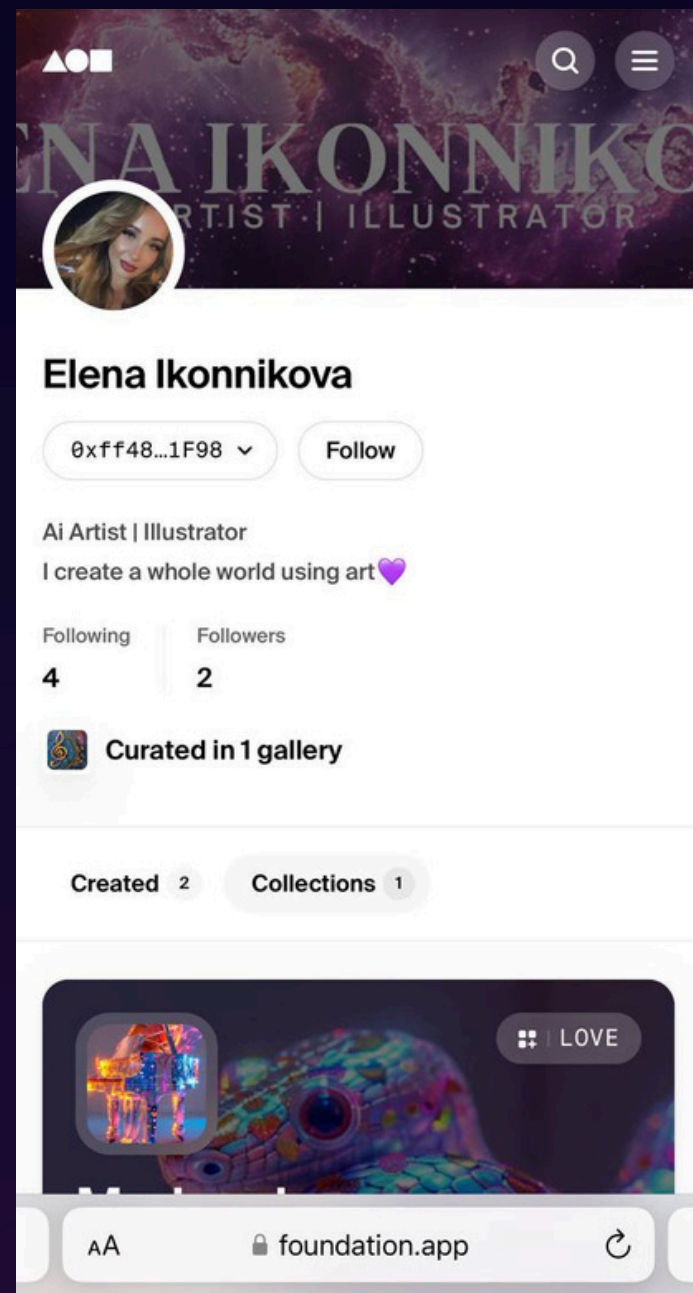 ENA IKONNIKO
RTIST | ILLUSTRATOR
Elena Ikonnikova
0xff48...1F98
Follow
Ai Artist | Illustrator
I create a whole world using art💜
Following
Followers
4
2
Curated in 1 gallery
Created 2
Collections 1
LOVE
AA
foundation.app